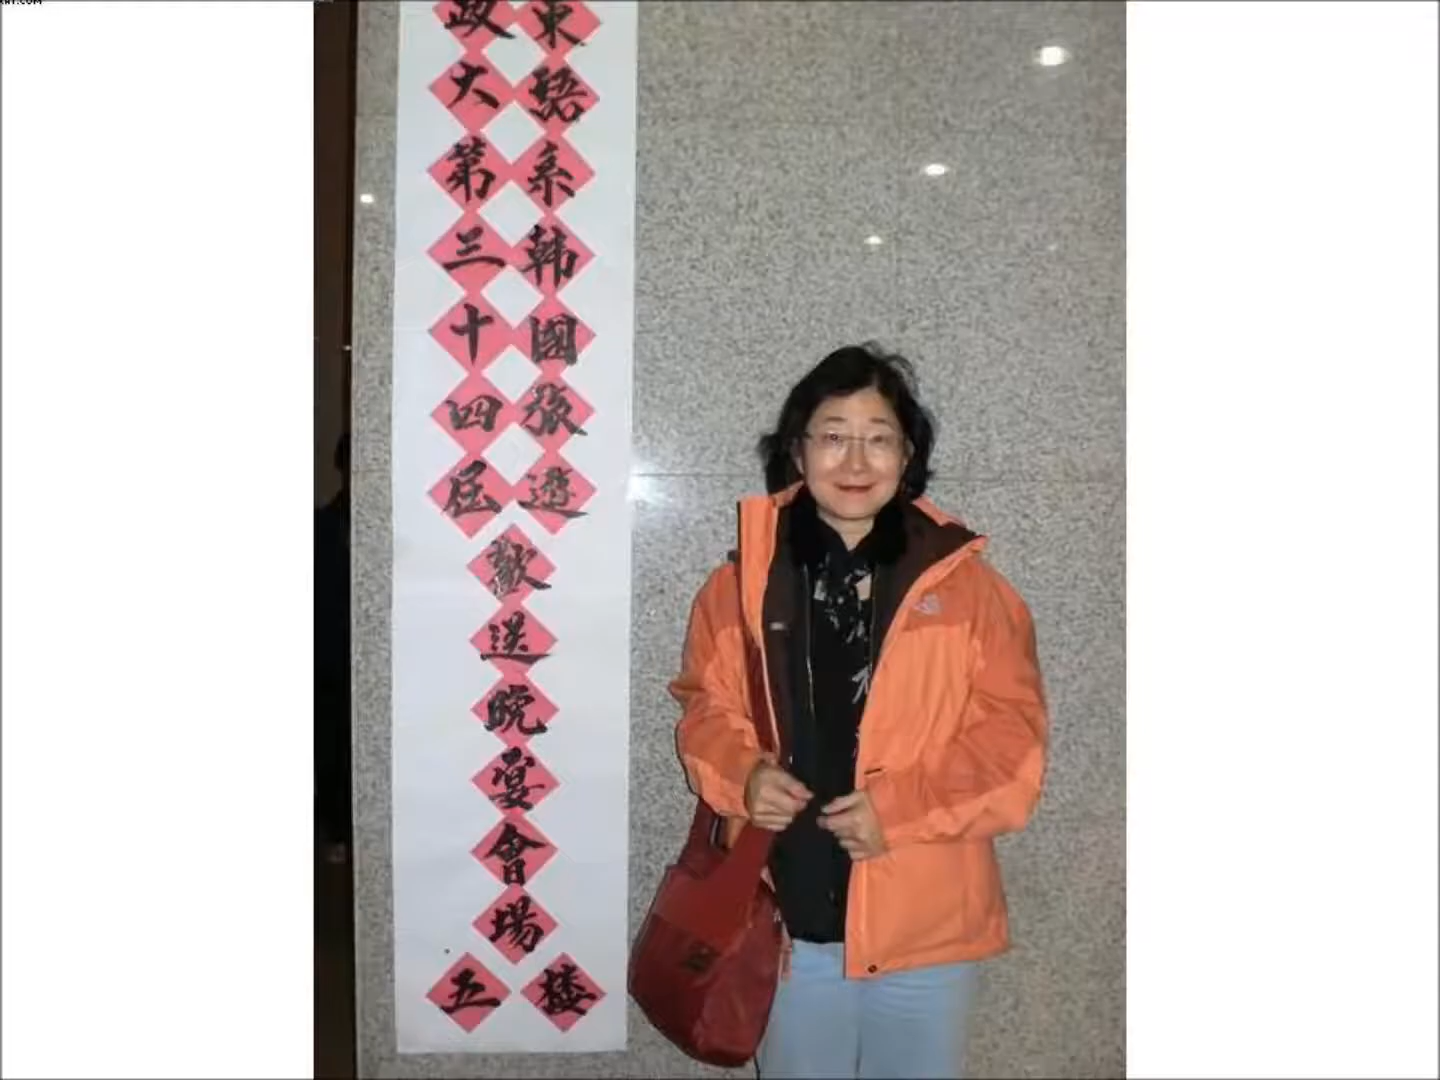 政大第三十四屆
東語系韩國旅遊
歡送晚宴會場
五樓